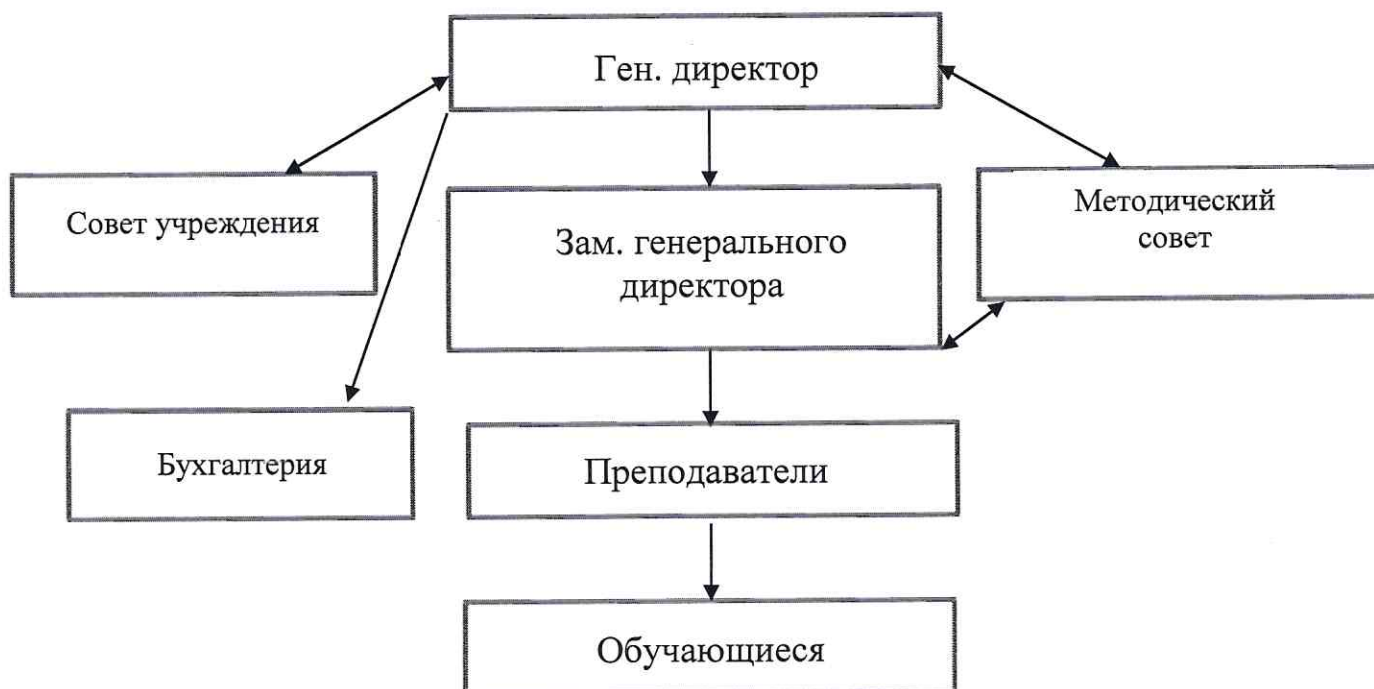 Ген. директор
Совет учреждения
Зам. генерального
директора
Методический
совет
Бухгалтерия
Преподаватели
Обучающиеся